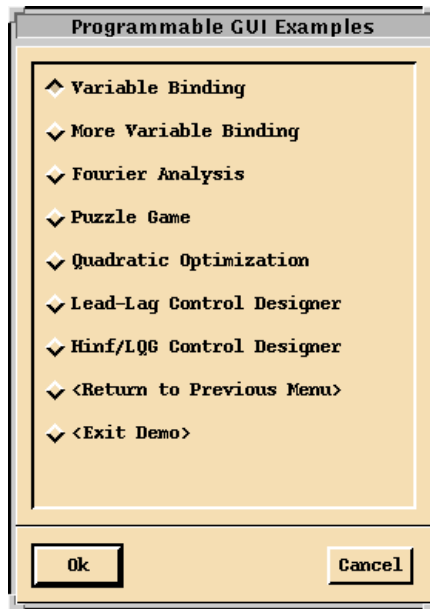 Programmable GUI Examples
Variable Binding
More Variable Binding
Fourier Analysis
Puzzle Game
Quadratic Optimization
Lead-Lag Control Designer
Hinf/LQG Control Designer
<Return to Previous Menu>
<Exit Demo>
Ok
Cancel